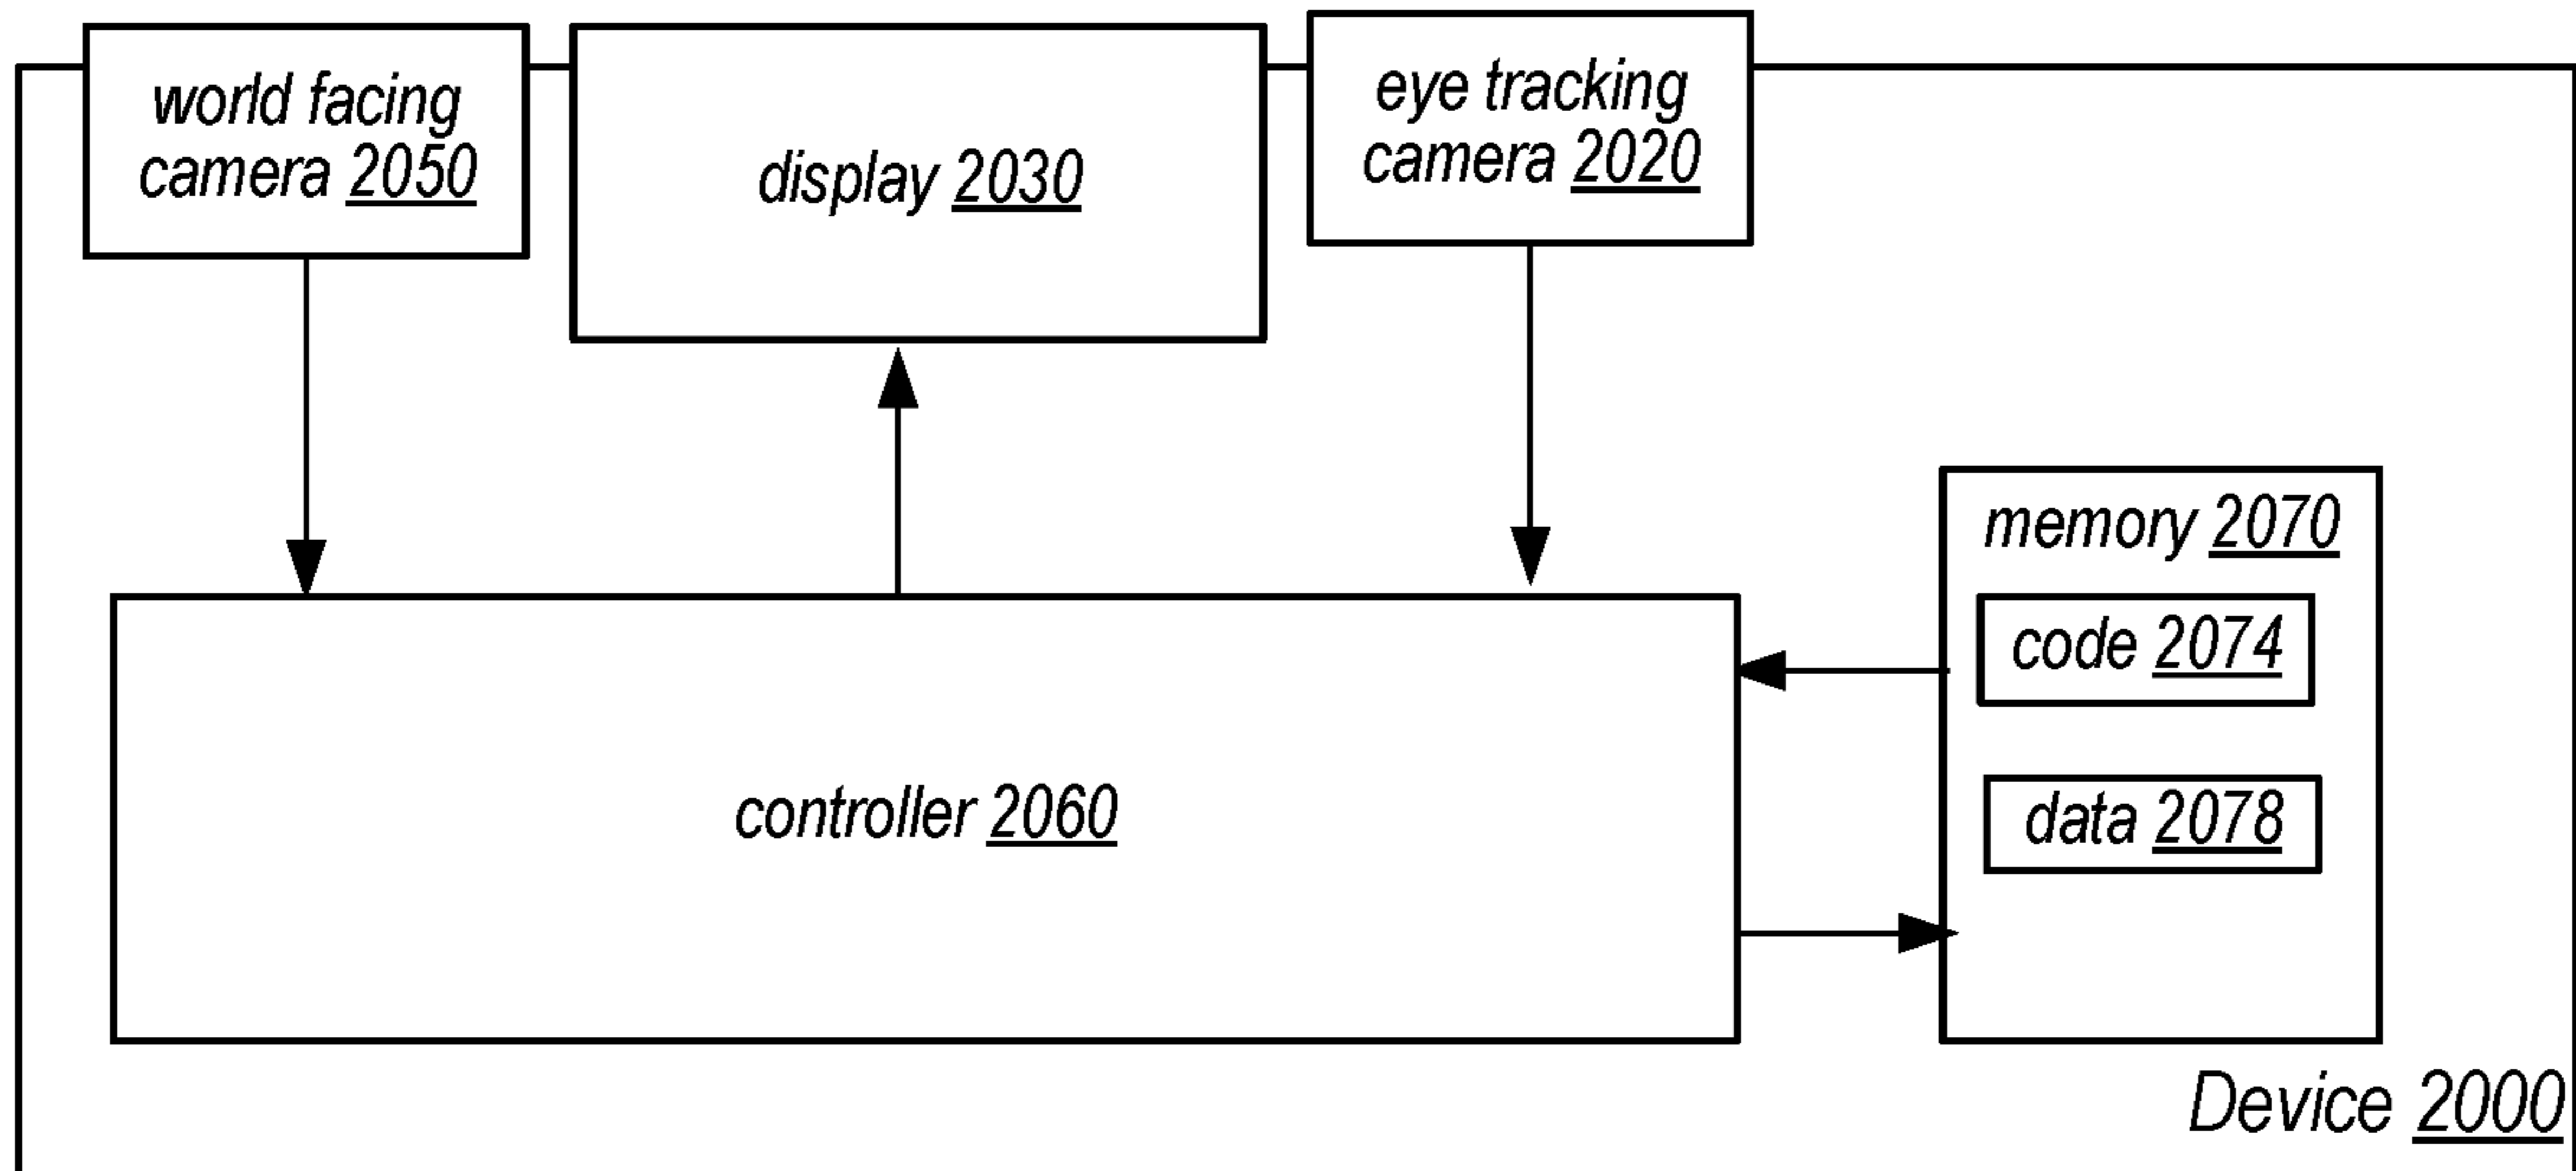 world facing
camera 2050
display 2030
eye tracking
camera 2020
memory 2070
code 2074
data 2078
controller 2060
Device 2000